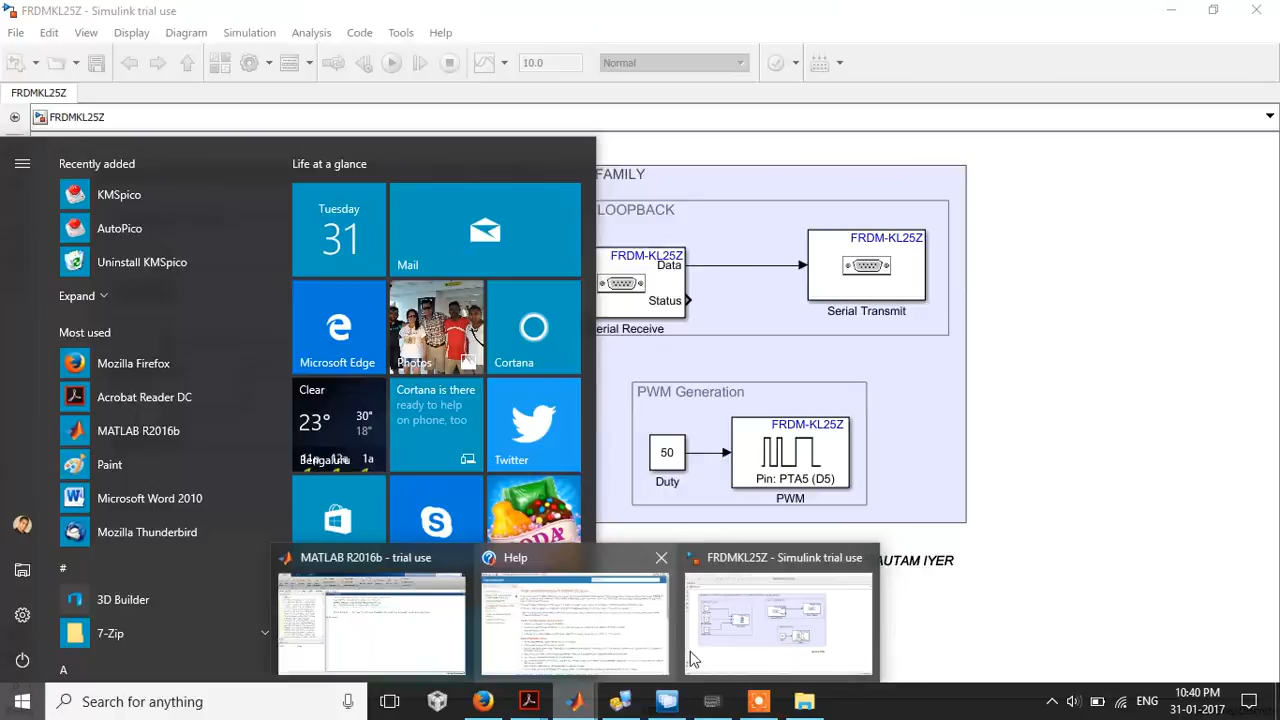 FRDMKL25Z - Simulink trial use
File Edit View Display Diagram Simulation Analysis Code Tools Help
10.0 Normal
FRDMKL25Z
FRDMKL25Z
Recently added
KMSpico
AutoPico
Uninstall KMSpico
Expand
Most used
Mozilla Firefox
Acrobat Reader DC
MATLAB R2016b
Paint
Microsoft Word 2010
Mozilla Thunderbird
#
3D Builder
7-Zip
Life at a glance
Tuesday
31
Mail
Microsoft Edge
Photos
Cortana
Clear
23°
30°
18°
11p 12a 1a
Bengaluru
Cortana is there
ready to help
on phone, too
Twitter
FAMILY
LOOPBACK
FRDM-KL25Z
Data
Status
erial Receive
FRDM-KL25Z
Serial Transmit
PWM Generation
50
Duty
FRDM-KL25Z
Pin: PTA5 (D5)
PWM
AUTAM IYER
MATLAB R2016b - trial use
Help
FRDMKL25Z - Simulink trial use
Search for anything
ENG
10:40 PM
31-01-2017